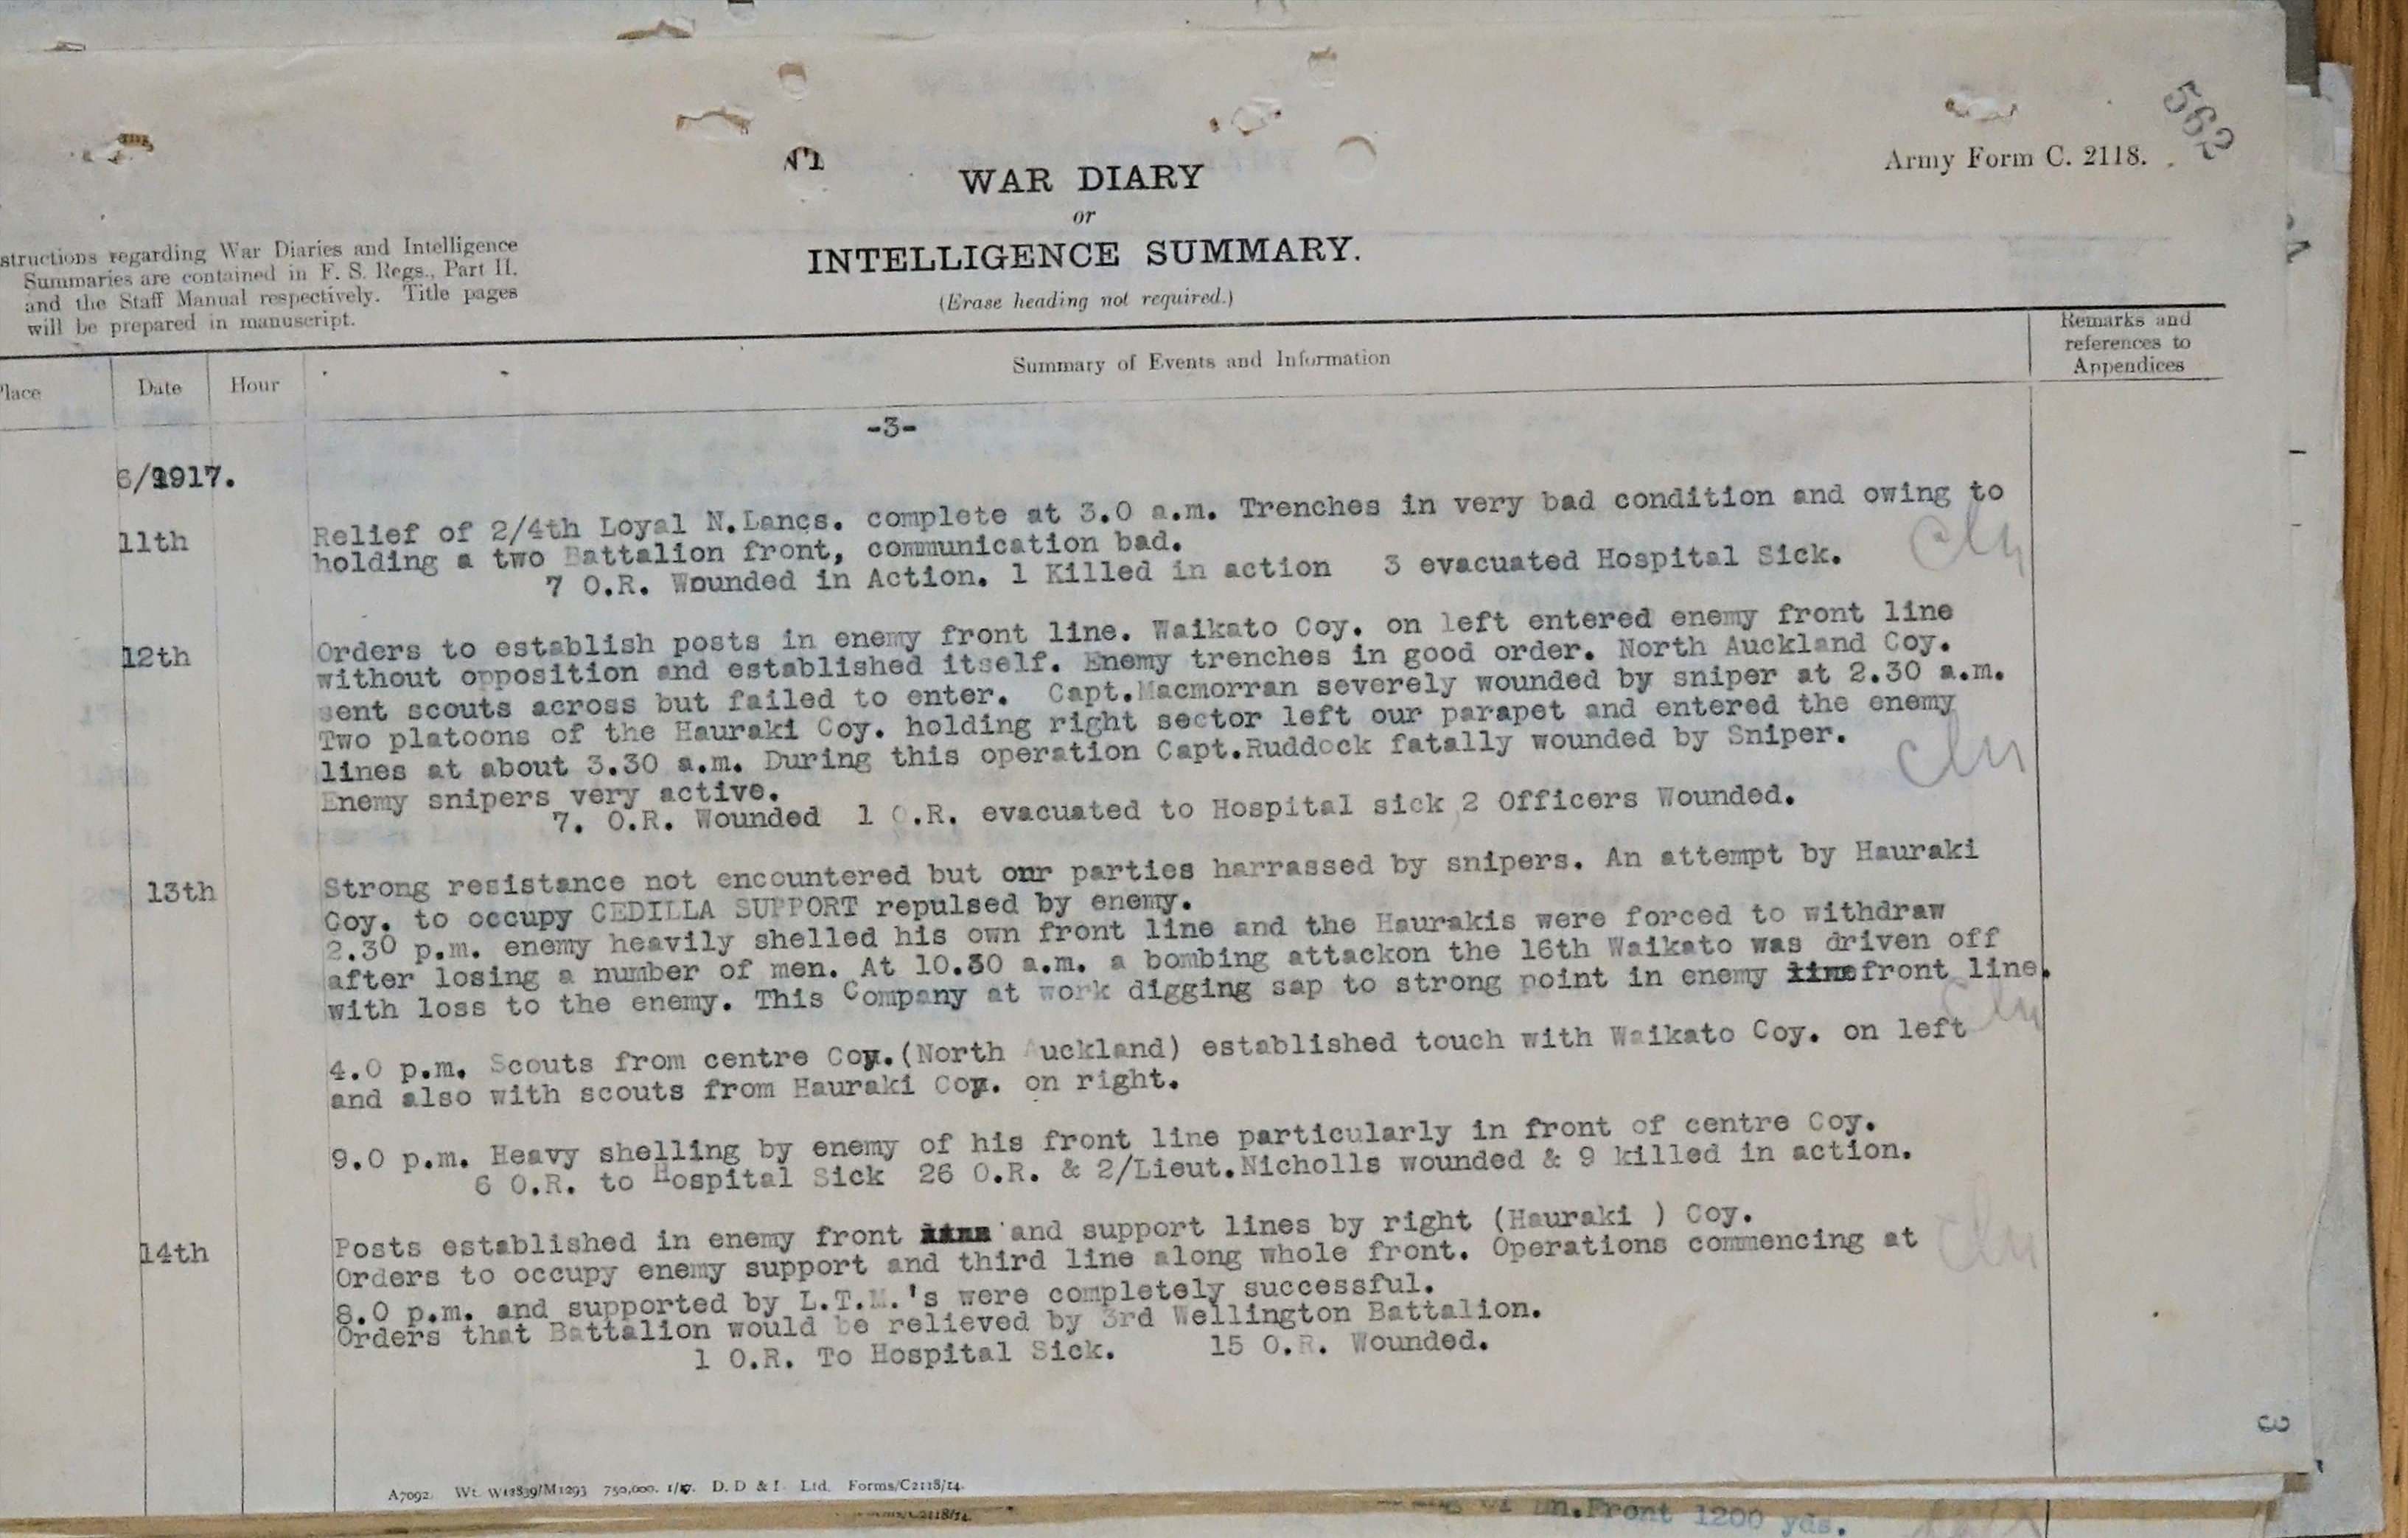 562
Army Form C. 2118.
WAR DIARY
or
INTELLIGENCE SUMMARY.
(Erase heading not required.)
structions regarding War Diaries and Intelligence
Summaries are contained in F. S. Regs., Part II.
and the Staff Manual respectively. Title pages
will be prepared in manuscript.
Place Date Hour Summary of Events and Information Remarks and references to Appendices
-3-
6/1917.
11th Relief of 2/4th Loyal N.Lancs. complete at 3.0 a.m. Trenches in very bad condition and owing to
holding a two Battalion front, communication bad.
7 O.R. Wounded in Action. 1 Killed in action 3 evacuated Hospital Sick.
12th Orders to establish posts in enemy front line. Waikato Coy. on left entered enemy front line
without opposition and established itself. Enemy trenches in good order. North Auckland Coy.
sent scouts across but failed to enter. Capt.Macmorran severely wounded by sniper at 2.30 a.m.
Two platoons of the Hauraki Coy. holding right sector left our parapet and entered the enemy
lines at about 3.30 a.m. During this operation Capt.Ruddock fatally wounded by Sniper.
Enemy snipers very active.
7. O.R. Wounded 1 O.R. evacuated to Hospital sick 2 Officers Wounded.
13th Strong resistance not encountered but our parties harrassed by snipers. An attempt by Hauraki
Coy. to occupy CEDILLA SUPPORT repulsed by enemy.
2.30 p.m. enemy heavily shelled his own front line and the Haurakis were forced to withdraw
after losing a number of men. At 10.30 a.m. a bombing attackon the 16th Waikato was driven off
with loss to the enemy. This Company at work digging sap to strong point in enemy line front line.
4.0 p.m. Scouts from centre Coy.(North Auckland) established touch with Waikato Coy. on left
and also with scouts from Hauraki Coy. on right.
9.0 p.m. Heavy shelling by enemy of his front line particularly in front of centre Coy.
6 O.R. to Hospital Sick 26 O.R. & 2/Lieut.Nicholls wounded & 9 killed in action.
14th Posts established in enemy front and support lines by right (Hauraki ) Coy.
Orders to occupy enemy support and third line along whole front. Operations commencing at
8.0 p.m. and supported by L.T.M.'s were completely successful.
Orders that Battalion would be relieved by 3rd Wellington Battalion.
1 O.R. To Hospital Sick. 15 O.R. Wounded.
3
A7092. Wt. W12839/M1293 750,000. 1/17. D. D & L. Ltd. Forms/C2118/14.
Front 1200 yds.